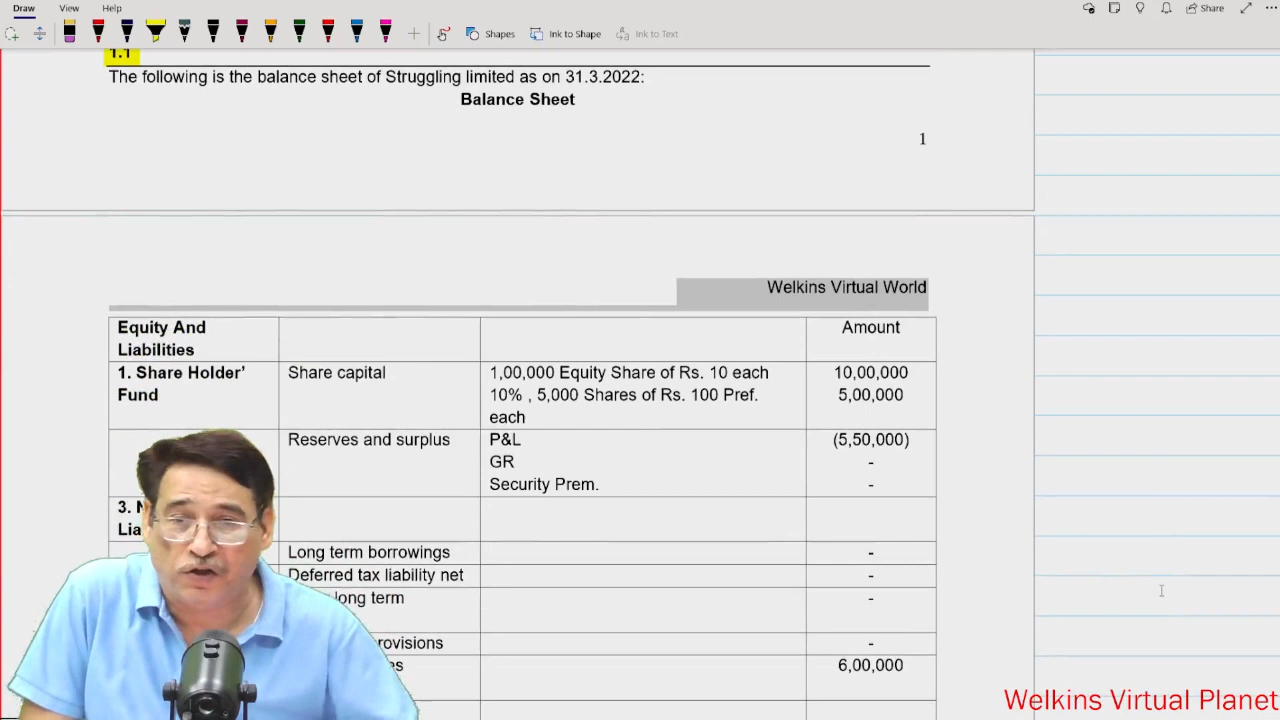 Draw View Help
Share
Shapes Ink to Shape Ink to Text
1.1
The following is the balance sheet of Struggling limited as on 31.3.2022:
Balance Sheet
1
Welkins Virtual World
Equity And Amount
Liabilities
1. Share Holder’ Share capital 1,00,000 Equity Share of Rs. 10 each 10,00,000
Fund 10% , 5,000 Shares of Rs. 100 Pref. 5,00,000
each
Reserves and surplus P&L (5,50,000)
GR -
Security Prem. -
3.
Lia
Long term borrowings -
Deferred tax liability net -
long term -
rovisions -
es 6,00,000
Welkins Virtual Planet